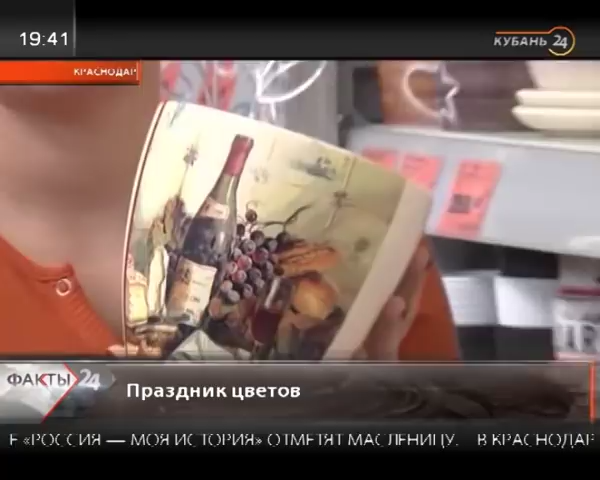 19:41
КУБАНЬ 24
КРАСНОДАР
ФАКТЫ 24
Праздник цветов
Е «РОССИЯ — МОЯ ИСТОРИЯ» ОТМЕТЯТ МАСЛЕНИЦУ. В КРАСНОДАР